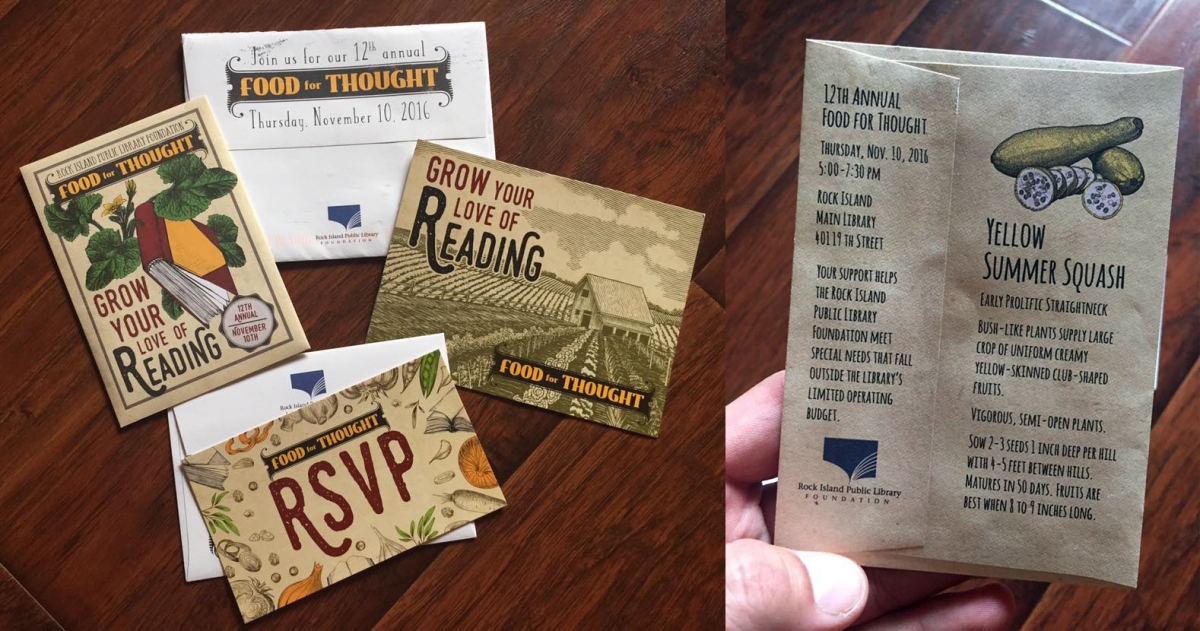 Join us for our 12th annual
FOOD for THOUGHT
Thursday, November 10, 2016
Rock Island Public Library
FOUNDATION
ROCK ISLAND PUBLIC LIBRARY FOUNDATION
FOOD for THOUGHT
GROW
YOUR
LOVE OF
READING
12TH
ANNUAL
NOVEMBER
10TH
GROW YOUR
LOVE OF
READING
FOOD for THOUGHT
Rock Island Public
FOOD for THOUGHT
RSVP
12TH ANNUAL
FOOD FOR THOUGHT
THURSDAY, NOV. 10, 2016
5:00-7:30 PM
ROCK ISLAND
MAIN LIBRARY
401 19TH STREET
YOUR SUPPORT HELPS
THE ROCK ISLAND
PUBLIC LIBRARY
FOUNDATION MEET
SPECIAL NEEDS THAT FALL
OUTSIDE THE LIBRARY'S
LIMITED OPERATING
BUDGET.
Rock Island Public Library
FOUNDATION
YELLOW
SUMMER SQUASH
EARLY PROLIFIC STRAIGHTNECK
BUSH-LIKE PLANTS SUPPLY LARGE
CROP OF UNIFORM CREAMY
YELLOW-SKINNED CLUB-SHAPED
FRUITS.
VIGOROUS, SEMI-OPEN PLANTS.
SOW 2-3 SEEDS 1 INCH DEEP PER HILL
WITH 4-5 FEET BETWEEN HILLS.
MATURES IN 50 DAYS. FRUITS ARE
BEST WHEN 8 TO 9 INCHES LONG.